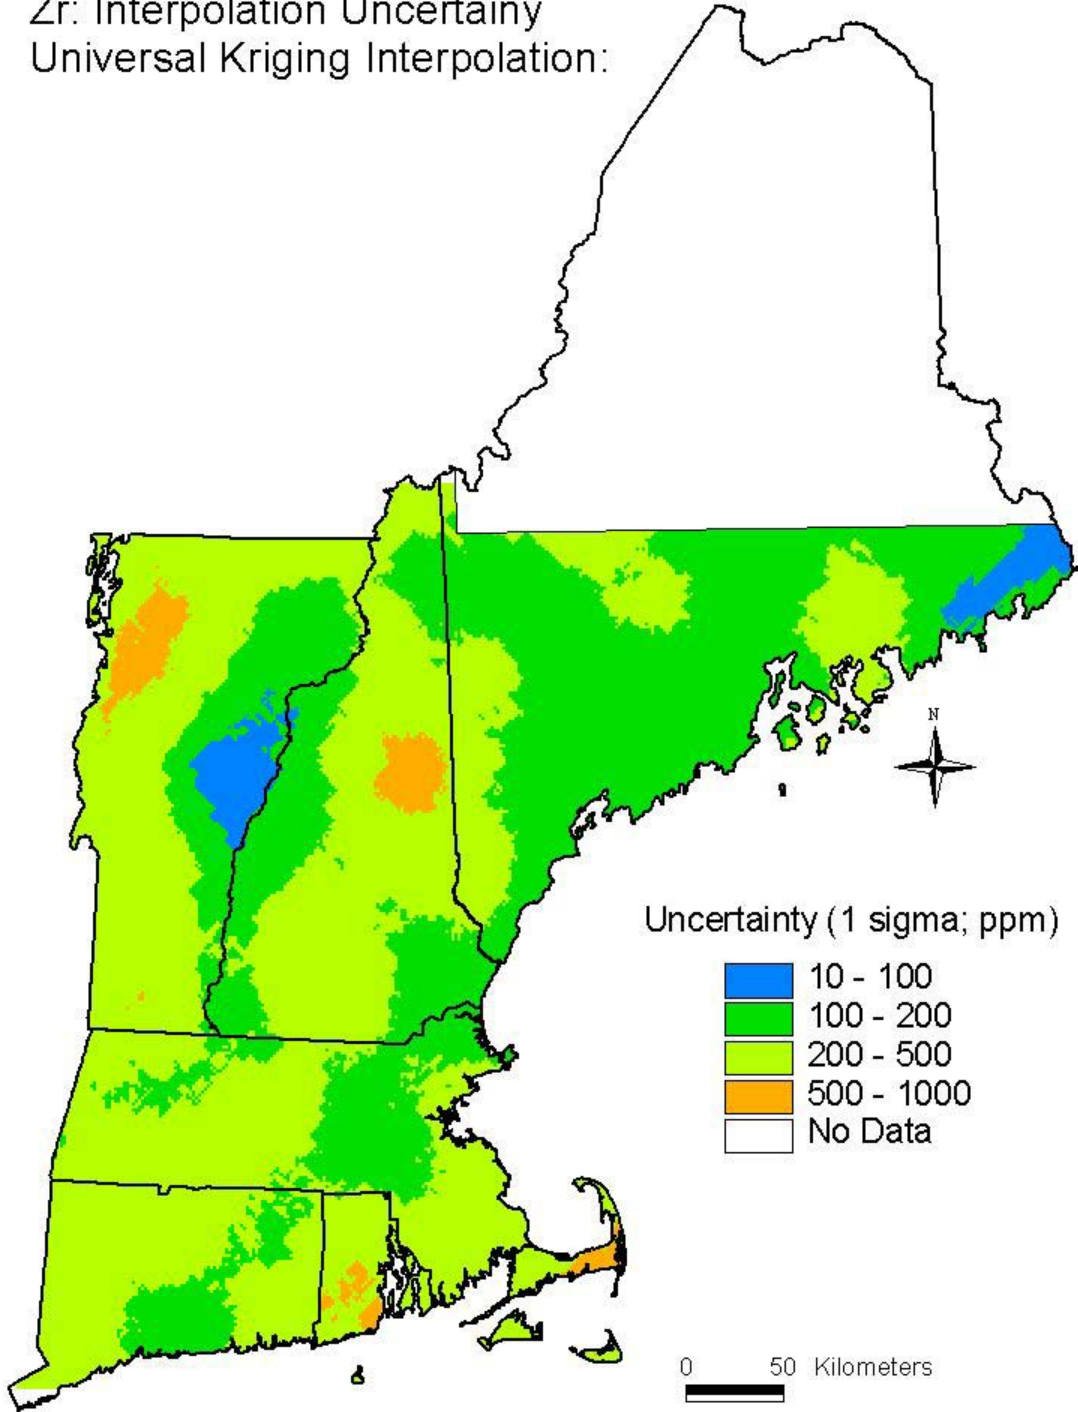 Zr: Interpolation Uncertainy
Universal Kriging Interpolation:
N
Uncertainty (1 sigma; ppm)
10 - 100
100 - 200
200 - 500
500 - 1000
No Data
0 50 Kilometers